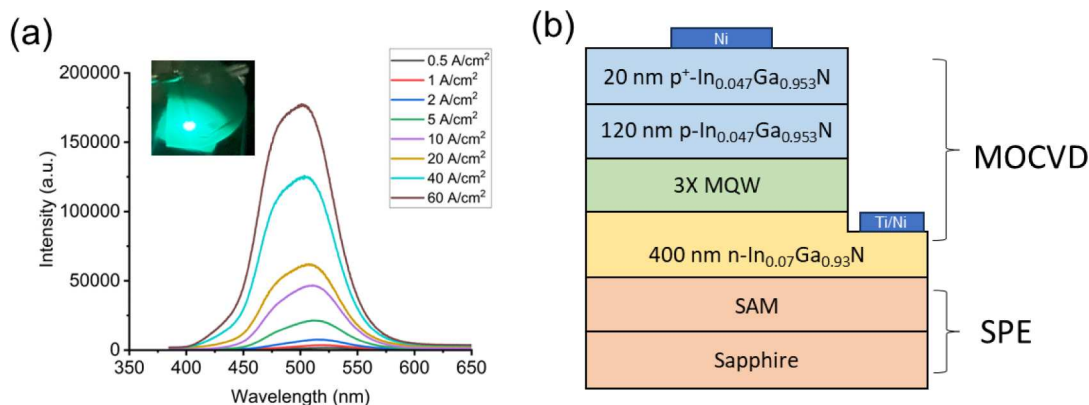 (a)
200000
150000
100000
50000
0
Intensity (a.u.)
350 400 450 500 550 600 650
Wavelength (nm)
0.5 A/cm²
1 A/cm²
2 A/cm²
5 A/cm²
10 A/cm²
20 A/cm²
40 A/cm²
60 A/cm²
(b)
Ni
20 nm p⁺-In₀.₀₄₇Ga₀.₉₅₃N
120 nm p-In₀.₀₄₇Ga₀.₉₅₃N
3X MQW
Ti/Ni
400 nm n-In₀.₀₇Ga₀.₉₃N
SAM
Sapphire
MOCVD
SPE